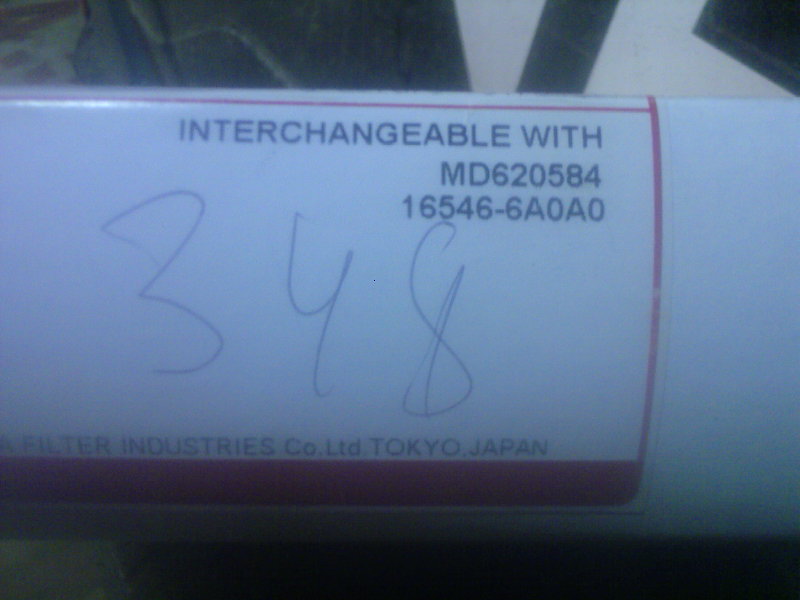 INTERCHANGEABLE WITH
MD620584
16546-6A0A0
348
A FILTER INDUSTRIES Co.Ltd.TOKYO,JAPAN